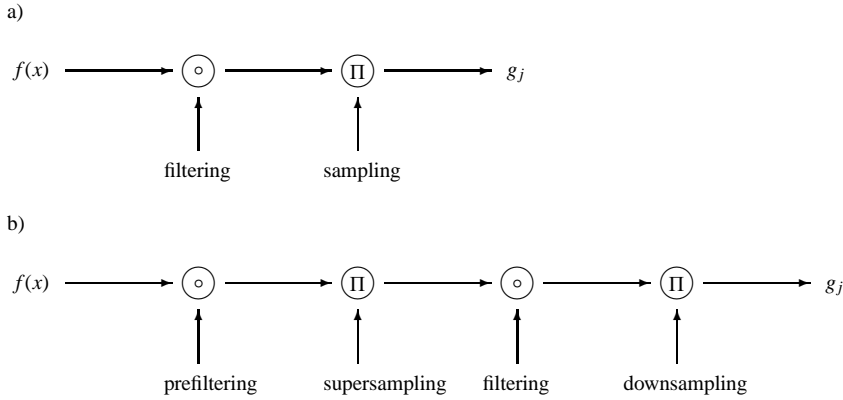 a)
f(x) ∘ Π g_j
filtering sampling
b)
f(x) ∘ Π ∘ Π g_j
prefiltering supersampling filtering downsampling